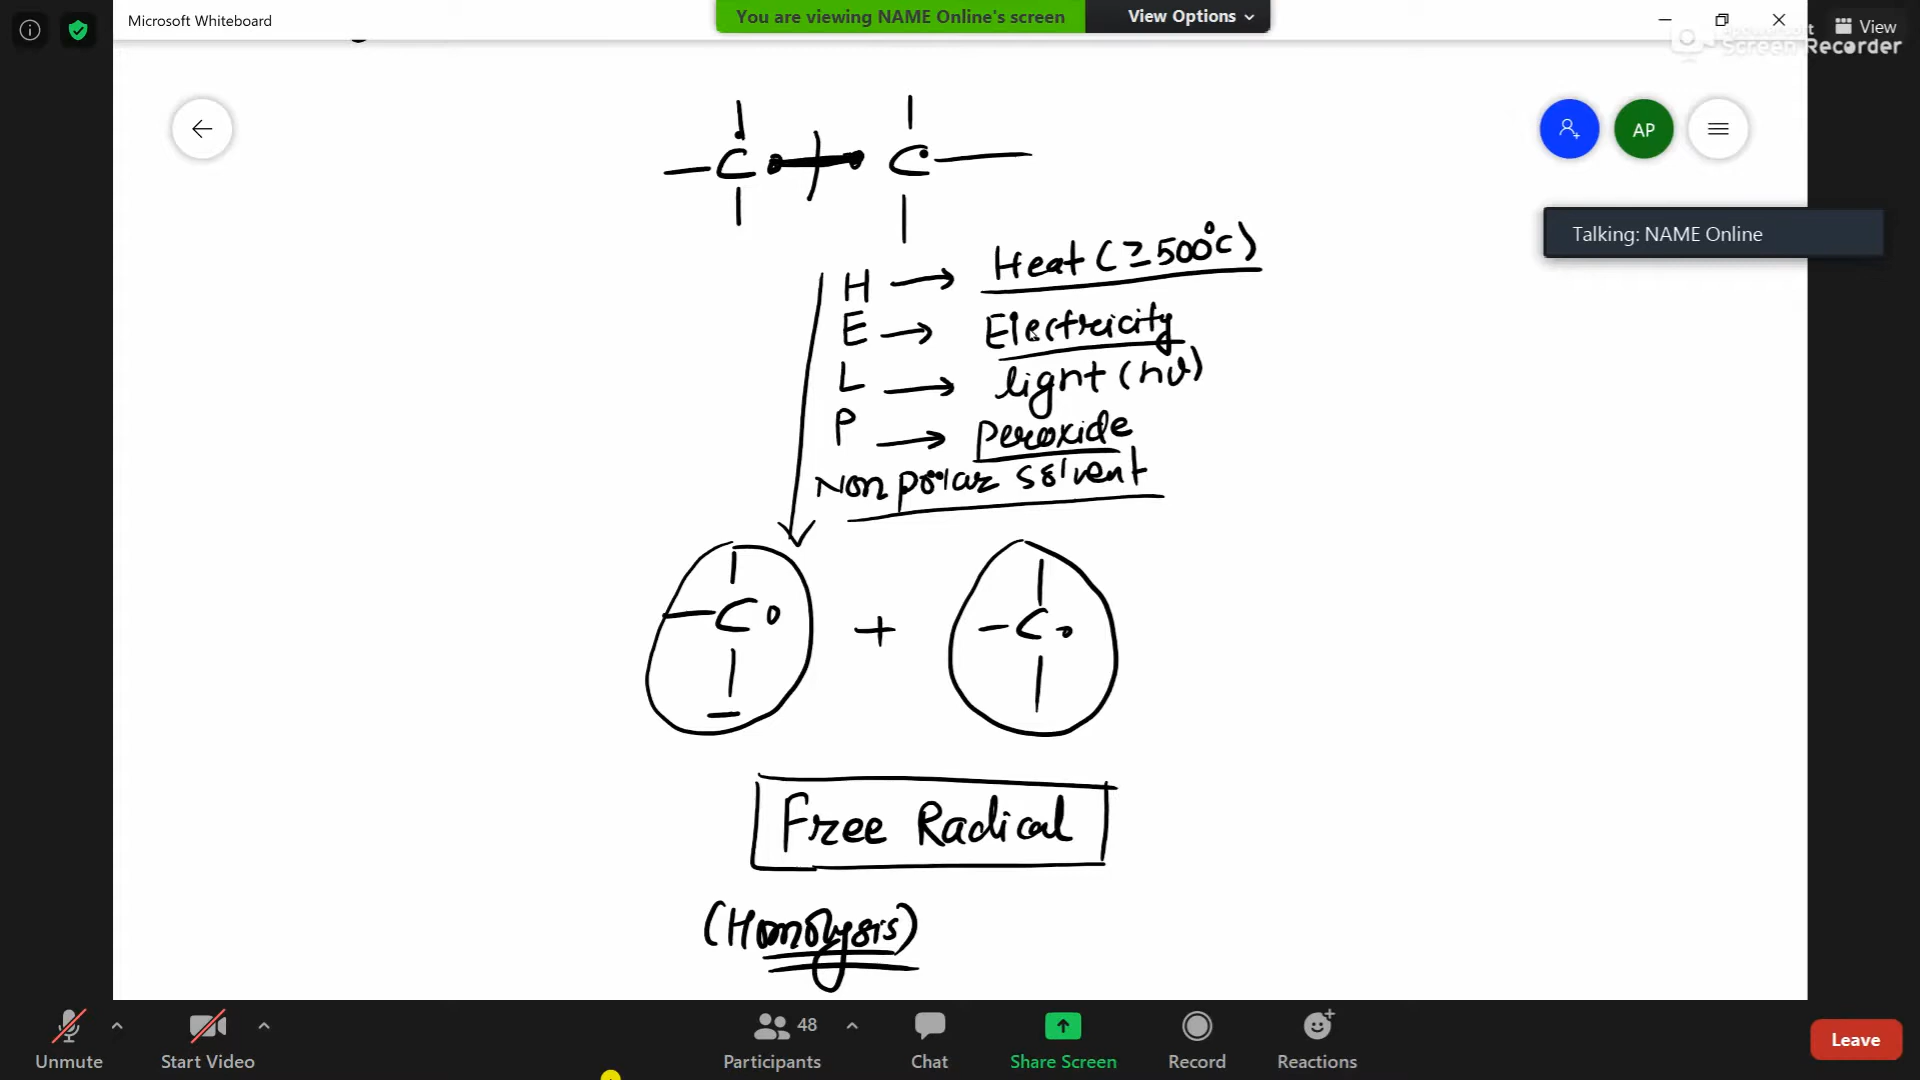 Microsoft Whiteboard
You are viewing NAME Online's screen
View Options
View
Apowersoft
Screen Recorder
AP
Talking: NAME Online
— C — C —
H → Heat (≥500°C)
E → Electricity
L → light (hν)
P → Peroxide
Non polar solvent
— C o + — C o
Free Radical
(Homolysis)
Unmute
Start Video
48
Participants
Chat
Share Screen
Record
Reactions
Leave